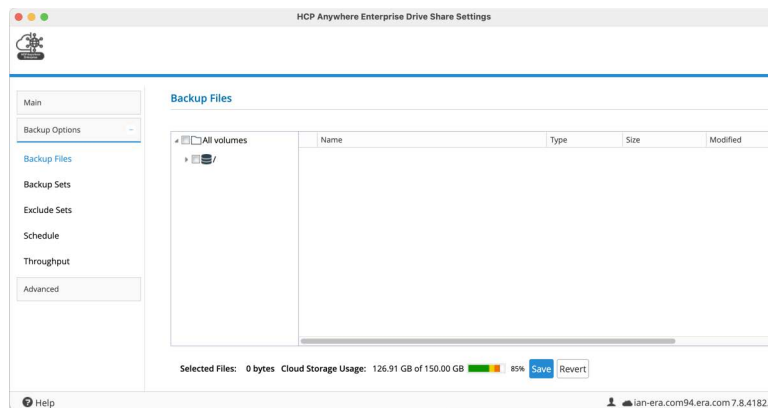 HCP Anywhere Enterprise Drive Share Settings
Main
Backup Options
Backup Files
Backup Sets
Exclude Sets
Schedule
Throughput
Advanced
Backup Files
All volumes
/
Name Type Size Modified
Selected Files: 0 bytes Cloud Storage Usage: 126.91 GB of 150.00 GB 85% Save Revert
Help
ian-era.com94.era.com 7.8.4182.